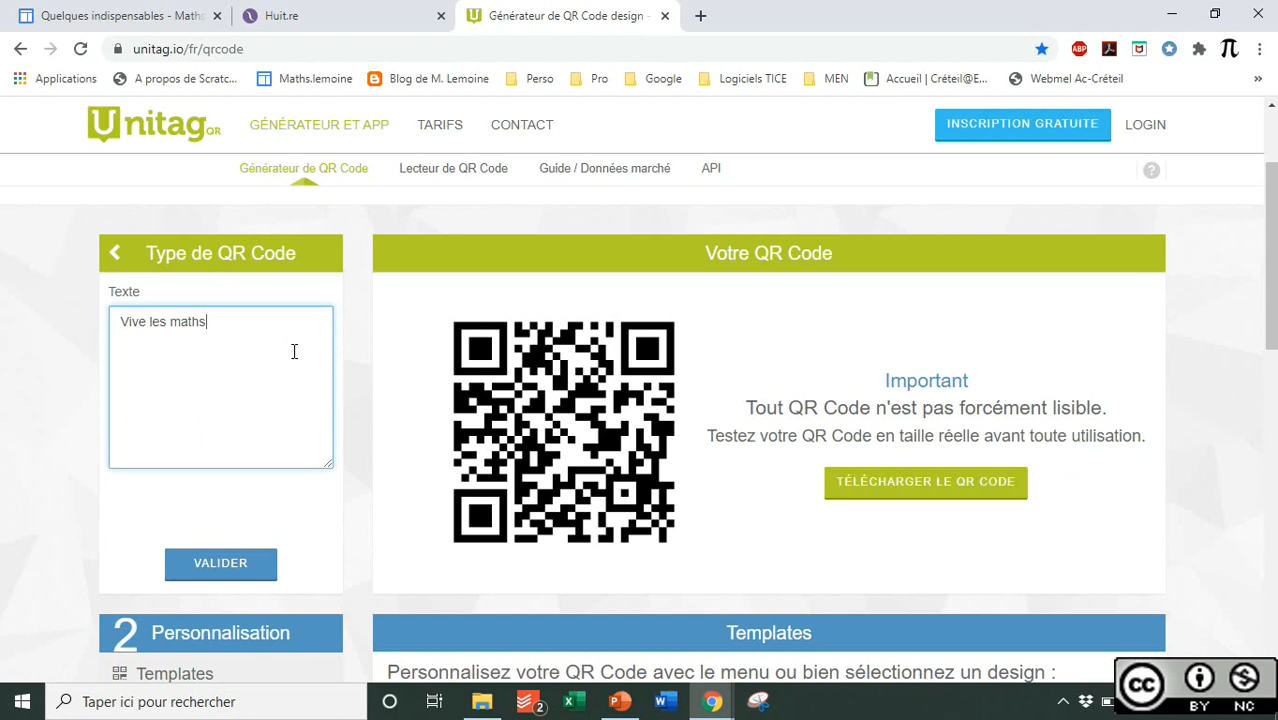 Quelques indispensables - Maths
Huit.re
Générateur de QR Code design -
unitag.io/fr/qrcode
ABP
Applications
A propos de Scratc...
Maths.lemoine
Blog de M. Lemoine
Perso
Pro
Google
Logiciels TICE
MEN
Accueil | Créteil@E...
Webmel Ac-Créteil
»
Unitag QR
GÉNÉRATEUR ET APP
TARIFS
CONTACT
INSCRIPTION GRATUITE
LOGIN
Générateur de QR Code
Lecteur de QR Code
Guide / Données marché
API
?
Type de QR Code
Votre QR Code
Texte
Vive les maths
Important
Tout QR Code n'est pas forcément lisible.
Testez votre QR Code en taille réelle avant toute utilisation.
TÉLÉCHARGER LE QR CODE
VALIDER
2 Personnalisation
Templates
Templates
Personnalisez votre QR Code avec le menu ou bien sélectionnez un design :
Taper ici pour rechercher
2
cc
BY NC